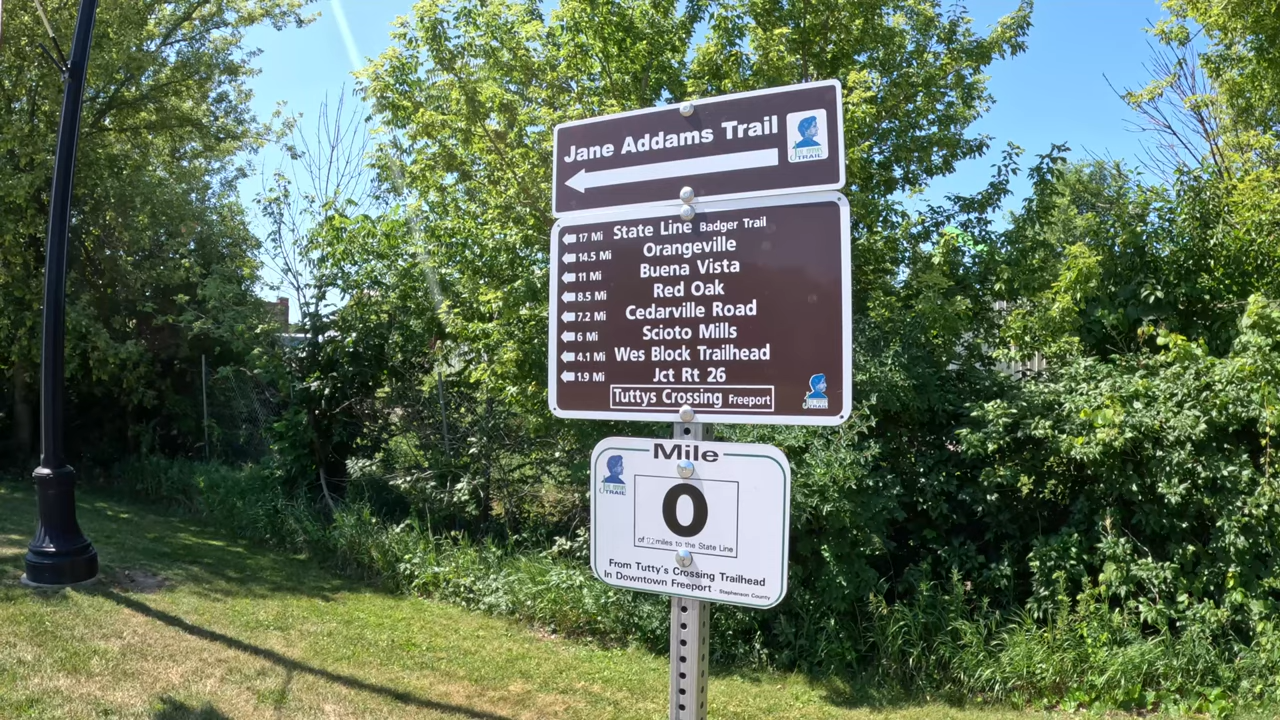 Jane Addams Trail
TRAIL
17 Mi State Line Badger Trail
14.5 Mi Orangeville
11 Mi Buena Vista
8.5 Mi Red Oak
7.2 Mi Cedarville Road
6 Mi Scioto Mills
4.1 Mi Wes Block Trailhead
1.9 Mi Jct Rt 26
Tuttys Crossing Freeport
Mile
TRAIL
0
of miles to the State Line
From Tutty's Crossing Trailhead
In Downtown Freeport - Stephenson County